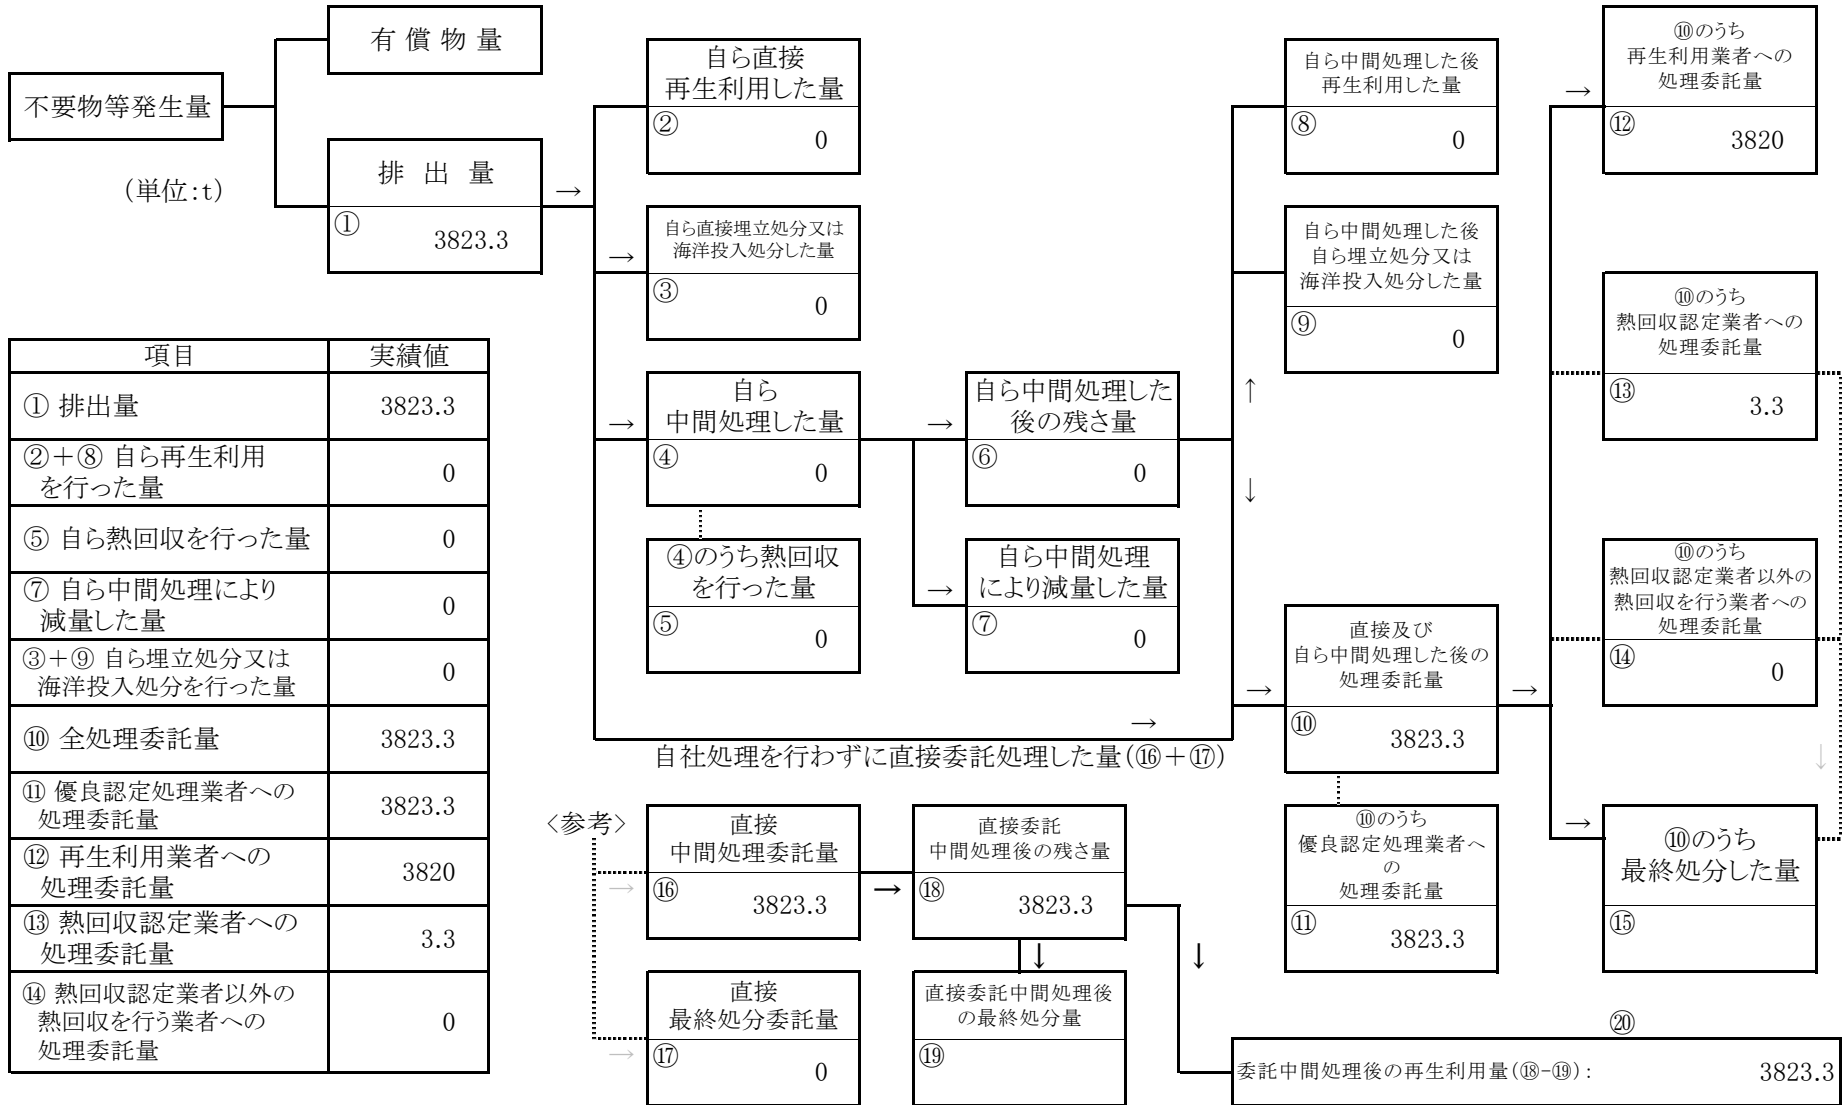 不要物等発生量
(単位:t)
有償物量
排出量
①
3823.3
→
自ら直接
再生利用した量
②
0
→
自ら直接埋立処分又は
海洋投入処分した量
③
0
→
自ら
中間処理した量
④
0
④のうち熱回収
を行った量
⑤
0
→
自ら中間処理した
後の残さ量
⑥
0
→
自ら中間処理
により減量した量
⑦
0
↑
↓
自ら中間処理した後
再生利用した量
⑧
0
自ら中間処理した後
自ら埋立処分又は
海洋投入処分した量
⑨
0
→
自社処理を行わずに直接委託処理した量(⑯+⑰)
→
直接及び
自ら中間処理した後の
処理委託量
⑩
3823.3
⑩のうち
優良認定処理業者へ
の
処理委託量
⑪
3823.3
→
→
⑩のうち
再生利用業者への
処理委託量
⑫
3820
⑩のうち
熱回収認定業者への
処理委託量
⑬
3.3
⑩のうち
熱回収認定業者以外の
熱回収を行う業者への
処理委託量
⑭
0
↓
→
⑩のうち
最終処分した量
⑮
項目 実績値
① 排出量 3823.3
②+⑧ 自ら再生利用
を行った量 0
⑤ 自ら熱回収を行った量 0
⑦ 自ら中間処理により
減量した量 0
③+⑨ 自ら埋立処分又は
海洋投入処分を行った量 0
⑩ 全処理委託量 3823.3
⑪ 優良認定処理業者への
処理委託量 3823.3
⑫ 再生利用業者への
処理委託量 3820
⑬ 熱回収認定業者への
処理委託量 3.3
⑭ 熱回収認定業者以外の
熱回収を行う業者への
処理委託量 0
<参考>
→
直接
中間処理委託量
⑯
3823.3
→
直接委託
中間処理後の残さ量
⑱
3823.3
→
直接
最終処分委託量
⑰
0
↓
直接委託中間処理後
の最終処分量
⑲
↓
⑳
委託中間処理後の再生利用量(⑱-⑲): 3823.3